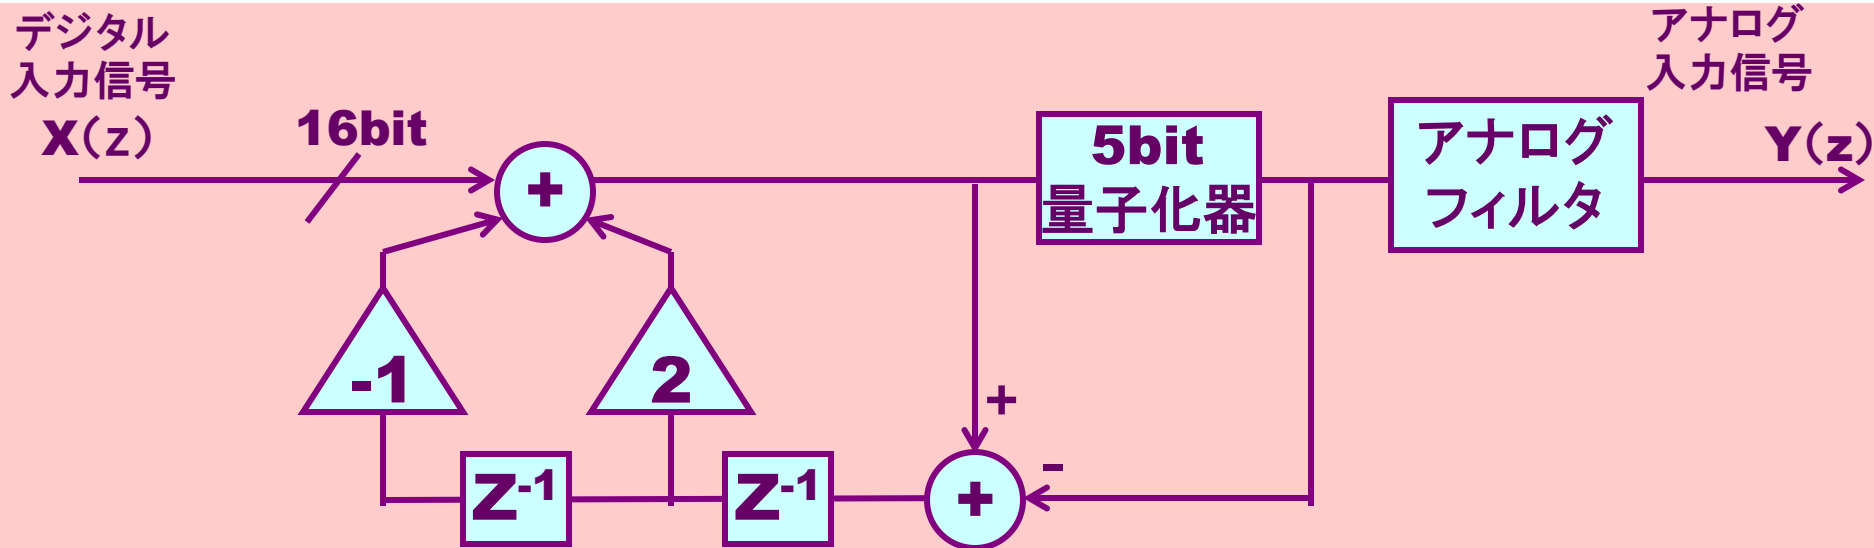 デジタル
入力信号
X(z)
16bit
+
5bit
量子化器
アナログ
フィルタ
アナログ
入力信号
Y(z)
-1
2
+
-
Z-1
Z-1
+